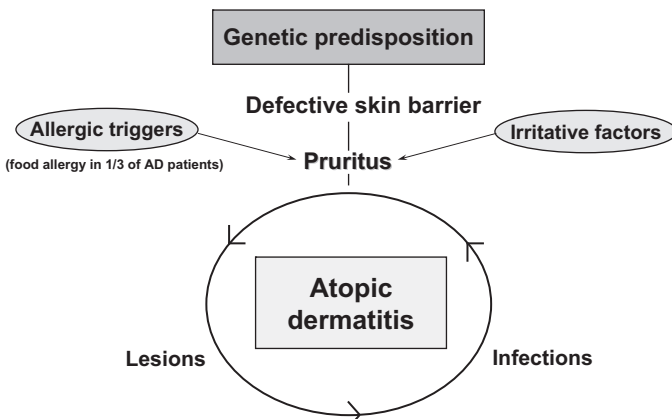 Genetic predisposition
Defective skin barrier
Allergic triggers
Irritative factors
(food allergy in 1/3 of AD patients)
Pruritus
Atopic
dermatitis
Lesions
Infections